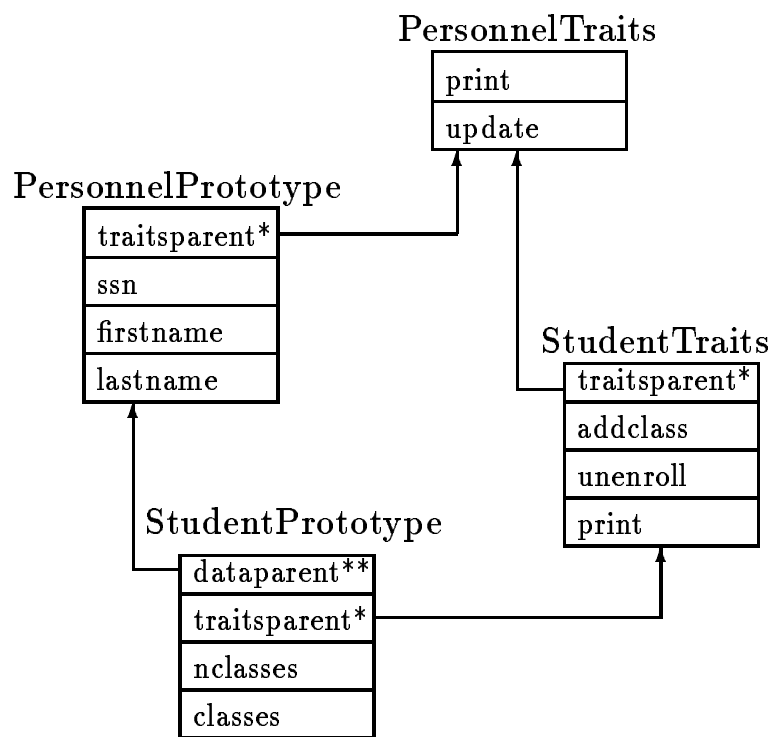 PersonnelTraits
print
update
PersonnelPrototype
traitsparent*
ssn
firstname
lastname
StudentTraits
traitsparent*
addclass
unenroll
print
StudentPrototype
dataparent**
traitsparent*
nclasses
classes